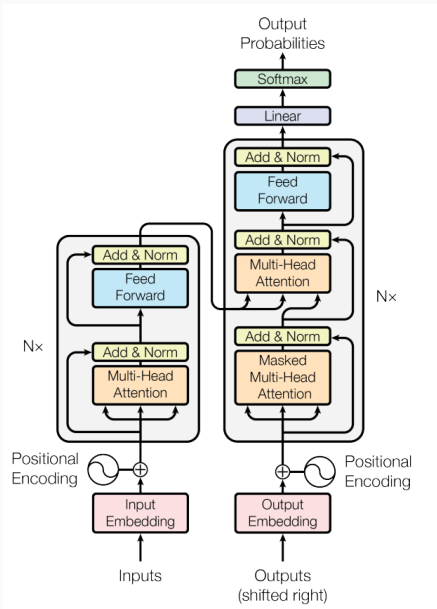 Output
Probabilities
Softmax
Linear
Add & Norm
Feed
Forward
Add & Norm
Multi-Head
Attention
Nx
Add & Norm
Masked
Multi-Head
Attention
Add & Norm
Feed
Forward
Nx
Add & Norm
Multi-Head
Attention
Positional
Encoding
Positional
Encoding
Input
Embedding
Output
Embedding
Inputs
Outputs
(shifted right)